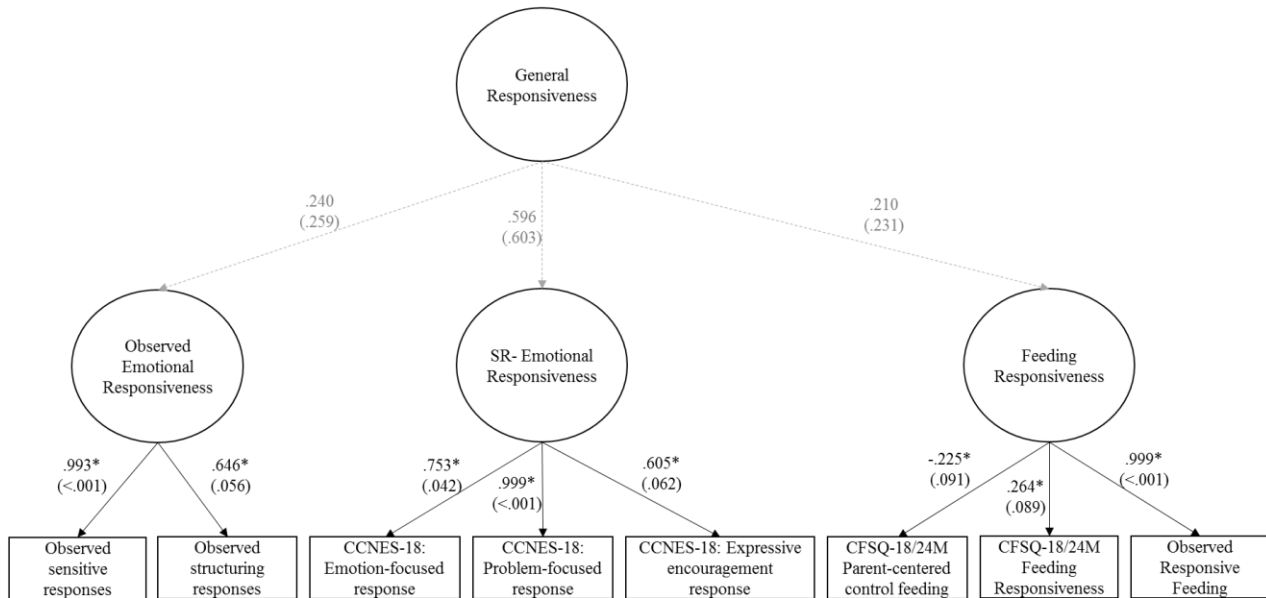 General
Responsiveness
.240
(.259)
.596
(.603)
.210
(.231)
Observed
Emotional
Responsiveness
SR- Emotional
Responsiveness
Feeding
Responsiveness
.993*
(<.001)
.646*
(.056)
.753*
(.042)
.999*
(<.001)
.605*
(.062)
-.225*
(.091)
.264*
(.089)
.999*
(<.001)
Observed
sensitive
responses
Observed
structuring
responses
CCNES-18:
Emotion-focused
response
CCNES-18:
Problem-focused
response
CCNES-18: Expressive
encouragement
response
CFSQ-18/24M
Parent-centered
control feeding
CFSQ-18/24M
Feeding
Responsiveness
Observed
Responsive
Feeding